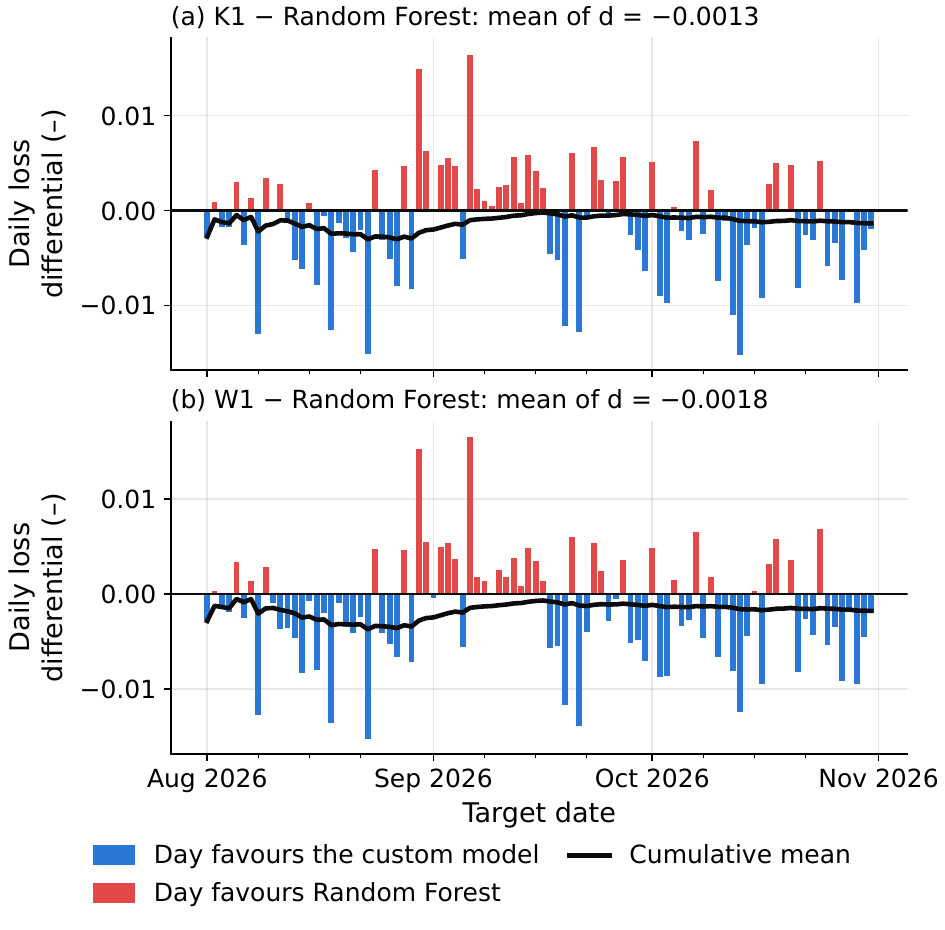 (a) K1 − Random Forest: mean of d = −0.0013
Daily loss
differential (–)
0.01
0.00
−0.01
(b) W1 − Random Forest: mean of d = −0.0018
Daily loss
differential (–)
0.01
0.00
−0.01
Aug 2026 Sep 2026 Oct 2026 Nov 2026
Target date
Day favours the custom model Cumulative mean
Day favours Random Forest